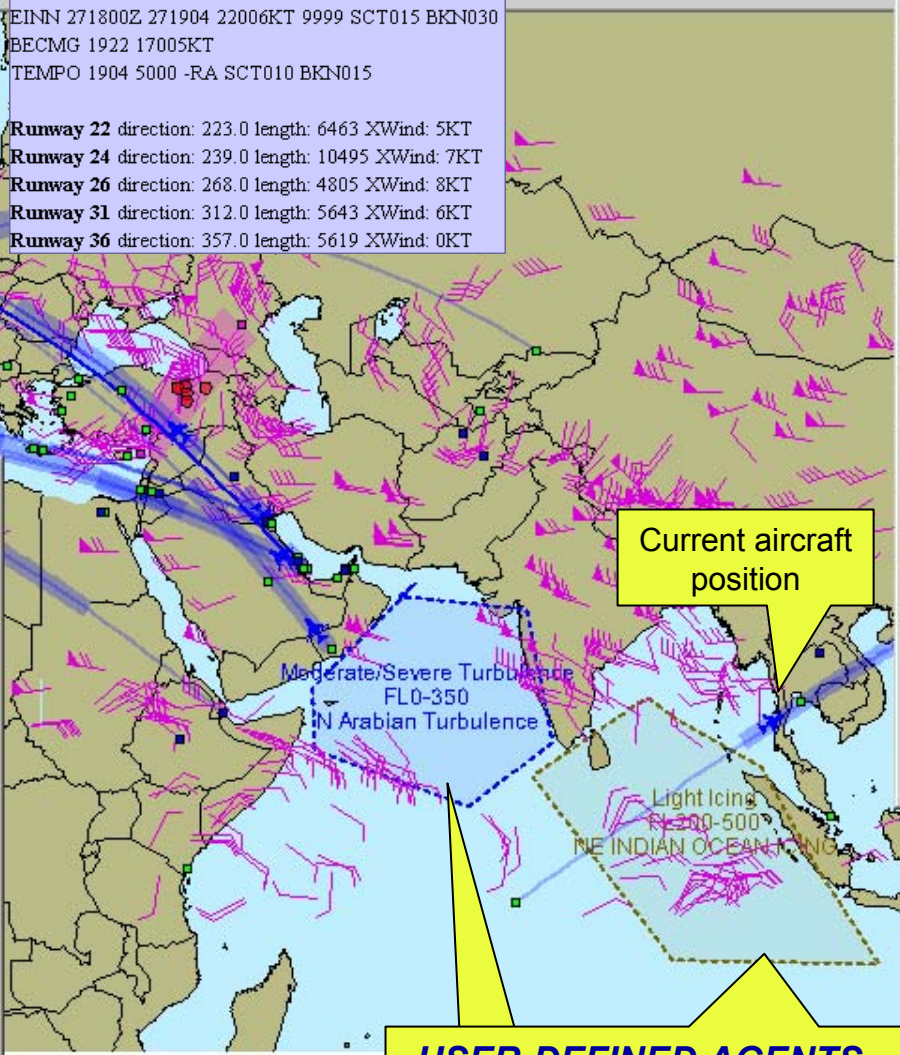 EINN 271800Z 271904 22006KT 9999 SCT015 BKN030
BECMG 1922 17005KT
TEMPO 1904 5000 -RA SCT010 BKN015
Runway 22 direction: 223.0 length: 6463 XWind: 5KT
Runway 24 direction: 239.0 length: 10495 XWind: 7KT
Runway 26 direction: 268.0 length: 4805 XWind: 8KT
Runway 31 direction: 312.0 length: 5643 XWind: 6KT
Runway 36 direction: 357.0 length: 5619 XWind: 0KT
Current aircraft
position
Moderate/Severe Turbulence
FL0-350
N Arabian Turbulence
Light Icing
FL200-500
NE INDIAN OCEAN ICING
USER-DEFINED AGENTS